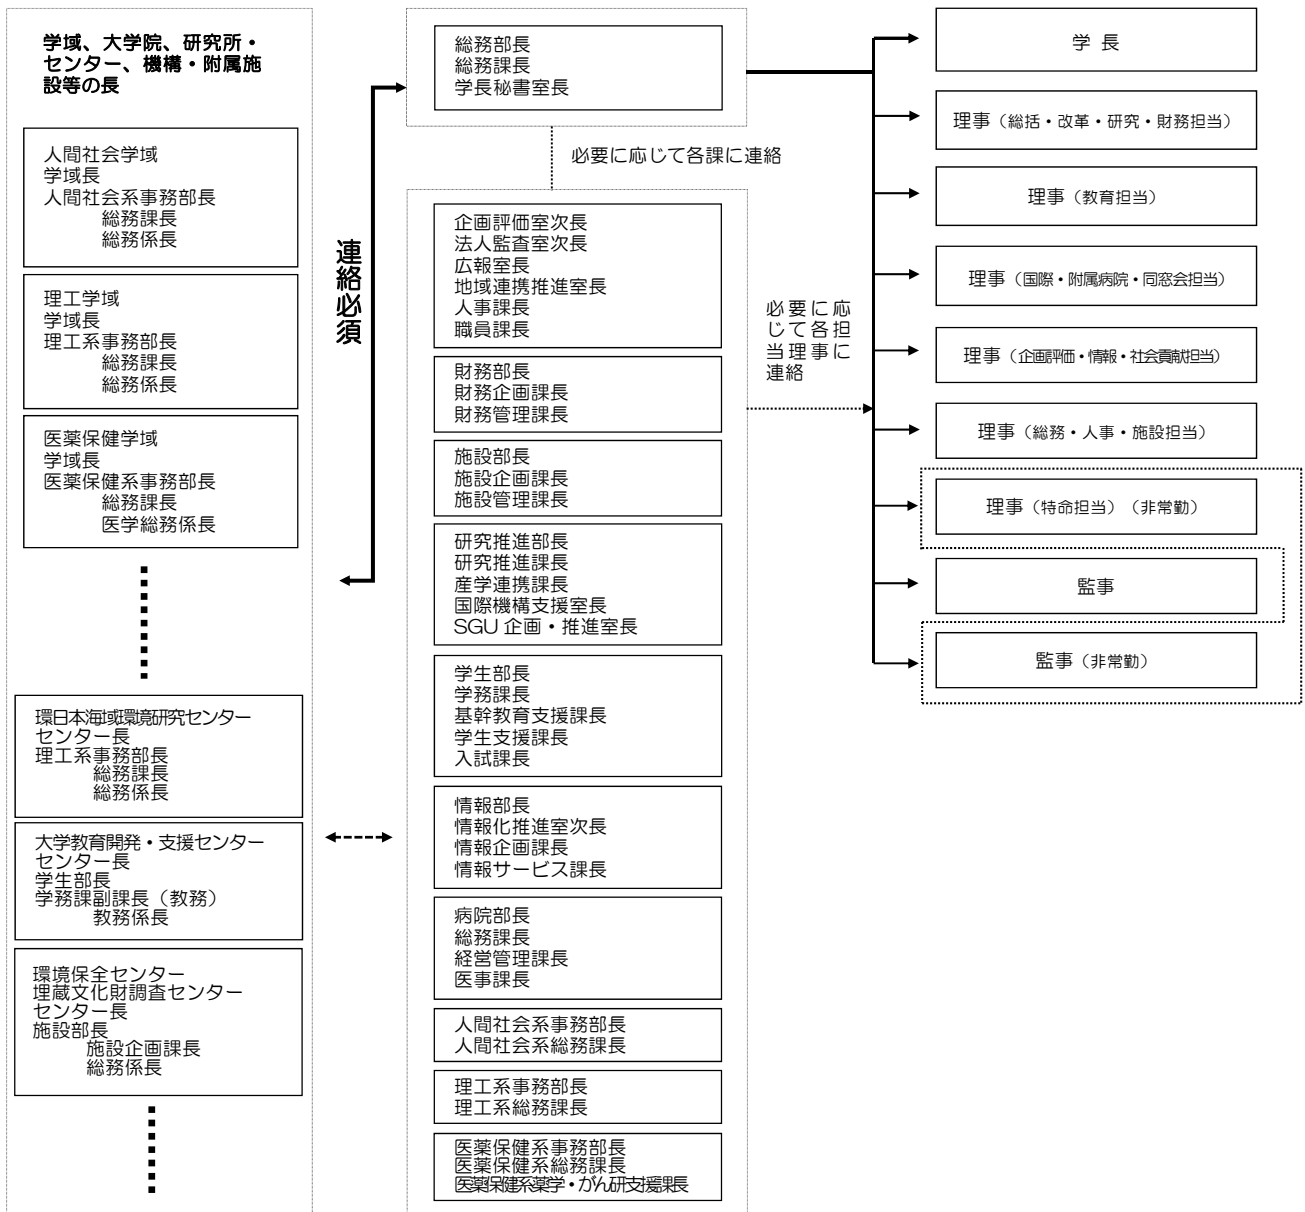 学域、大学院、研究所・
センター、機構・附属施
設等の長
人間社会学域
学域長
人間社会系事務部長
総務課長
総務係長
理工学域
学域長
理工系事務部長
総務課長
総務係長
医薬保健学域
学域長
医薬保健系事務部長
総務課長
医学総務係長
環日本海域環境研究センター
センター長
理工系事務部長
総務課長
総務係長
大学教育開発・支援センター
センター長
学生部長
学務課副課長（教務）
教務係長
環境保全センター
埋蔵文化財調査センター
センター長
施設部長
施設企画課長
総務係長
連絡必須
総務部長
総務課長
学長秘書室長
必要に応じて各課に連絡
企画評価室次長
法人監査室次長
広報室長
地域連携推進室長
人事課長
職員課長
財務部長
財務企画課長
財務管理課長
施設部長
施設企画課長
施設管理課長
研究推進部長
研究推進課長
産学連携課長
国際機構支援室長
SGU 企画・推進室長
学生部長
学務課長
基幹教育支援課長
学生支援課長
入試課長
情報部長
情報化推進室次長
情報企画課長
情報サービス課長
病院部長
総務課長
経営管理課長
医事課長
人間社会系事務部長
人間社会系総務課長
理工系事務部長
理工系総務課長
医薬保健系事務部長
医薬保健系総務課長
医薬保健系薬学・がん研支援課長
必要に応
じて各担
当理事に
連絡
学 長
理事（総括・改革・研究・財務担当）
理事（教育担当）
理事（国際・附属病院・同窓会担当）
理事（企画評価・情報・社会貢献担当）
理事（総務・人事・施設担当）
理事（特命担当）（非常勤）
監事
監事（非常勤）